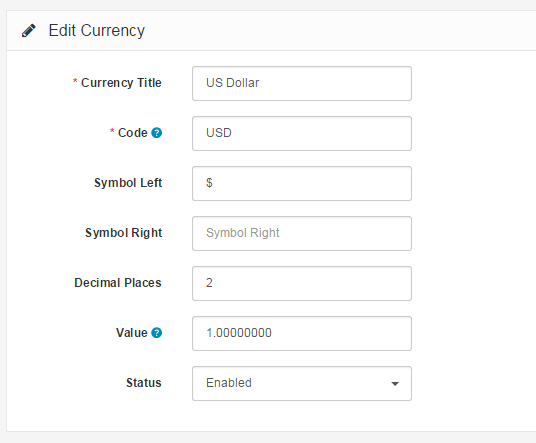 Edit Currency
* Currency Title
US Dollar
* Code ?
USD
Symbol Left
$
Symbol Right
Symbol Right
Decimal Places
2
Value ?
1.00000000
Status
Enabled